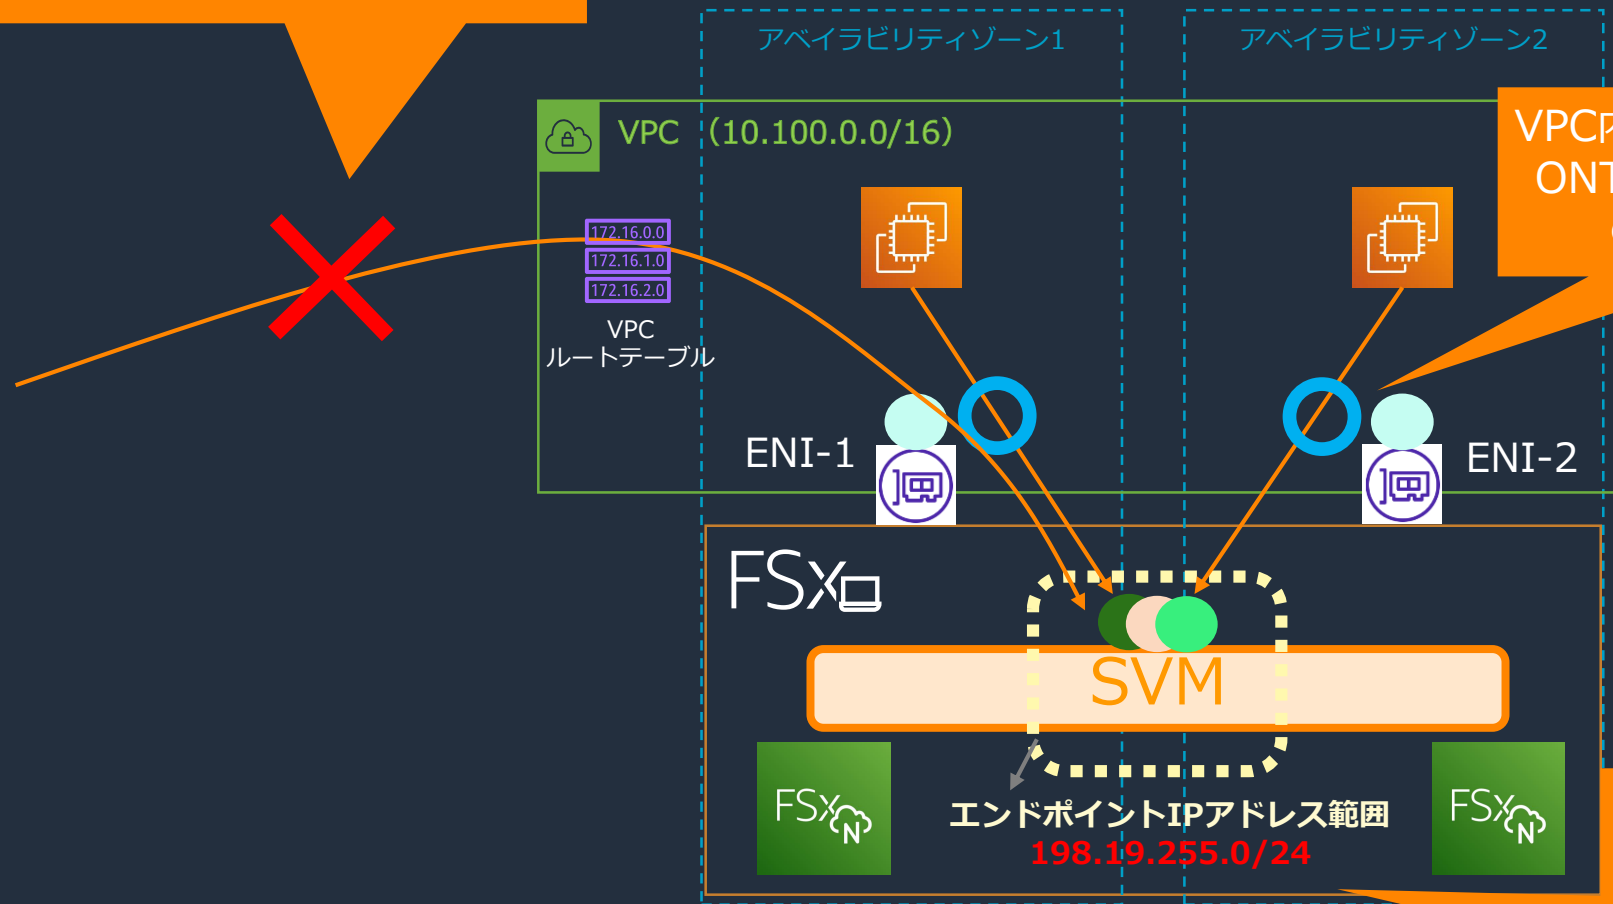 アベイラビリティゾーン1
アベイラビリティゾーン2
VPC (10.100.0.0/16)
VPC内
ONT
172.16.0.0
172.16.1.0
172.16.2.0
VPC
ルートテーブル
ENI-1
ENI-2
FSx
SVM
FSx N
FSx N
エンドポイントIPアドレス範囲
198.19.255.0/24